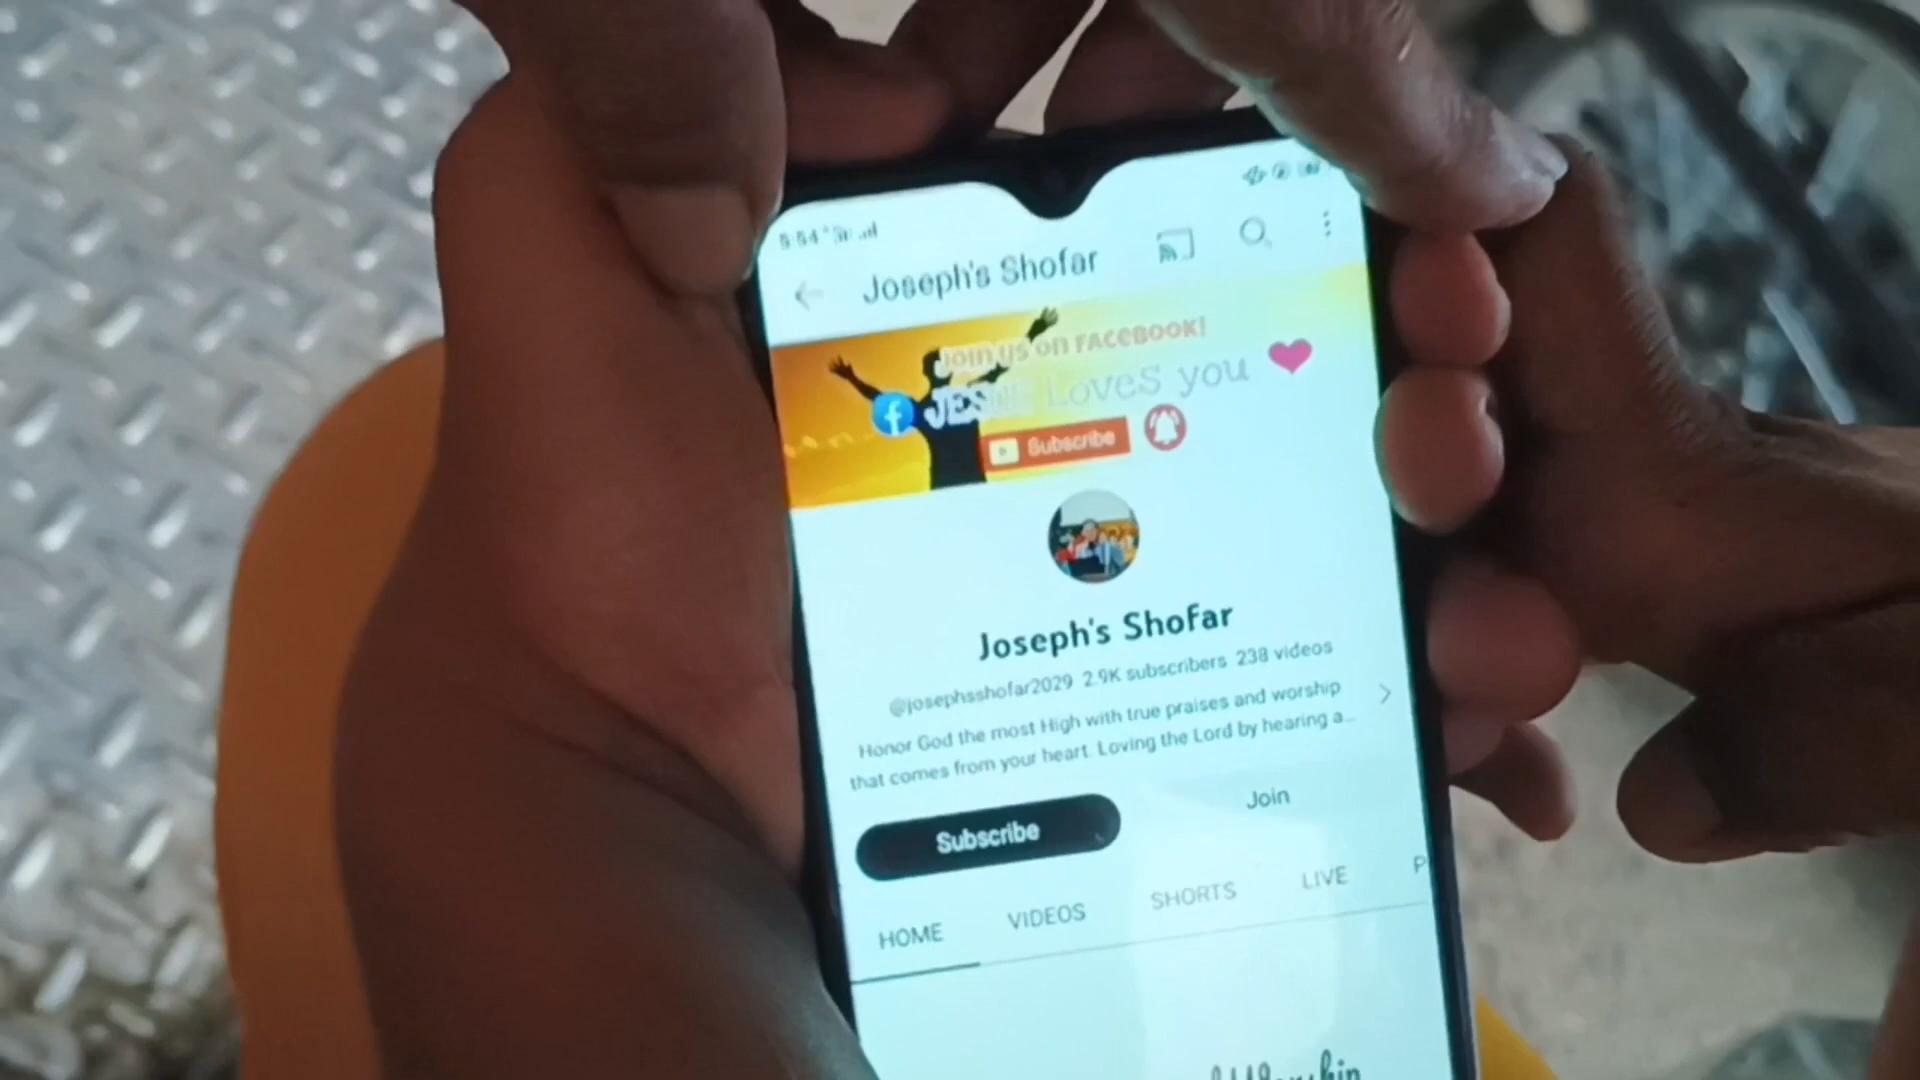 5:54
Joseph's Shofar
JOIN US ON FACEBOOK!
Loves you
Subscribe
Joseph's Shofar
@josephsshofar2029 2.9K subscribers 238 videos
Honor God the most High with true praises and worship
that comes from your heart. Loving the Lord by hearing a...
Subscribe
Join
HOME VIDEOS SHORTS LIVE P